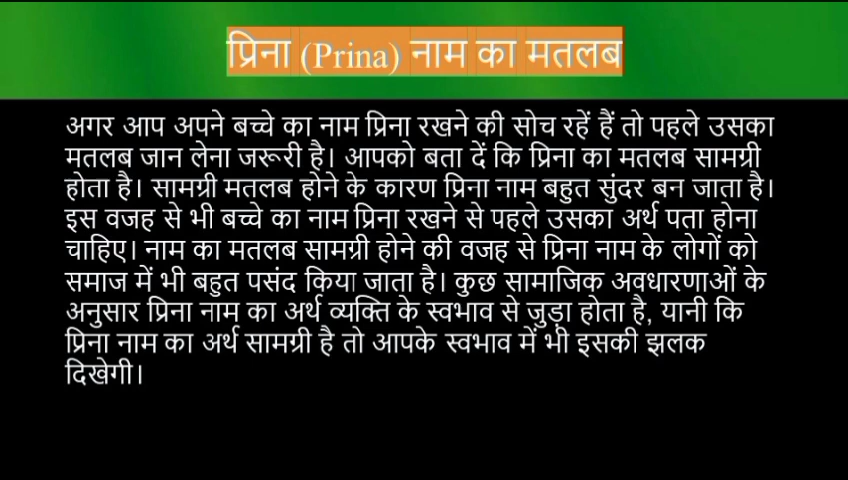 प्रिना (Prina) नाम का मतलब
अगर आप अपने बच्चे का नाम प्रिना रखने की सोच रहें हैं तो पहले उसका
मतलब जान लेना जरूरी है। आपको बता दें कि प्रिना का मतलब सामग्री
होता है। सामग्री मतलब होने के कारण प्रिना नाम बहुत सुंदर बन जाता है।
इस वजह से भी बच्चे का नाम प्रिना रखने से पहले उसका अर्थ पता होना
चाहिए। नाम का मतलब सामग्री होने की वजह से प्रिना नाम के लोगों को
समाज में भी बहुत पसंद किया जाता है। कुछ सामाजिक अवधारणाओं के
अनुसार प्रिना नाम का अर्थ व्यक्ति के स्वभाव से जुड़ा होता है, यानी कि
प्रिना नाम का अर्थ सामग्री है तो आपके स्वभाव में भी इसकी झलक
दिखेगी।